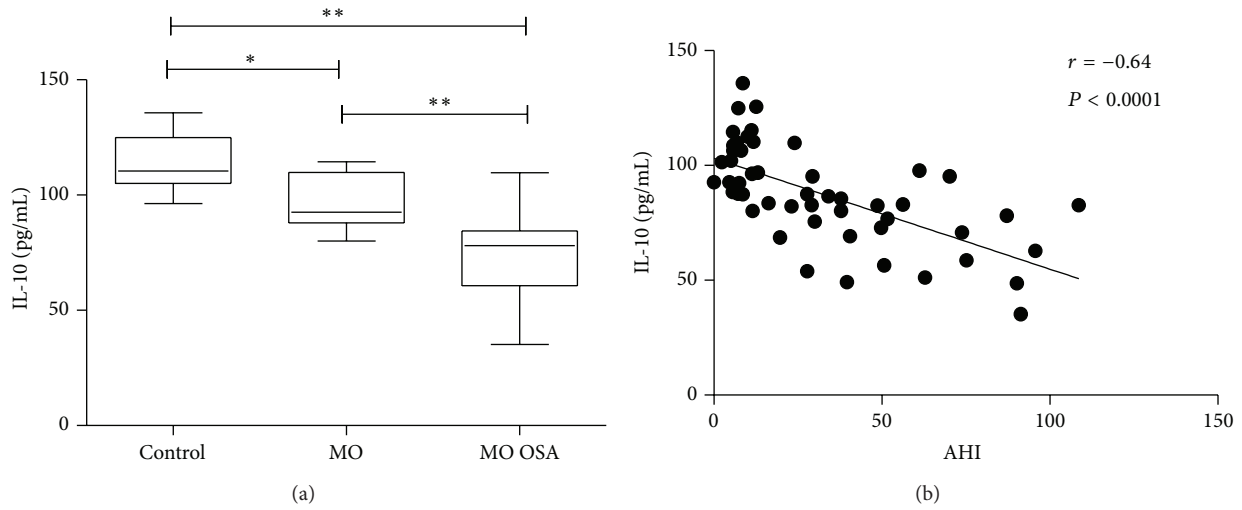 **
*
**
150
100
50
0
IL-10 (pg/mL)
Control
MO
MO OSA
(a)
r = −0.64
P < 0.0001
150
100
50
0
IL-10 (pg/mL)
0
50
100
150
AHI
(b)